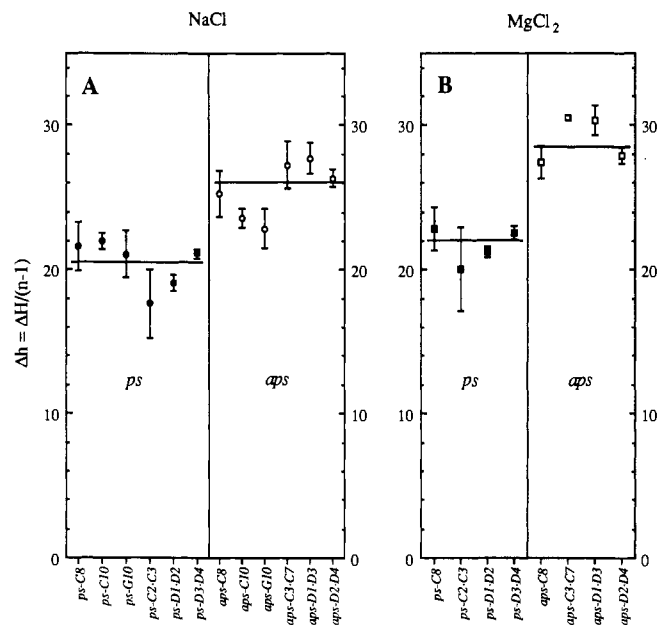 NaCl
MgCl₂
A
B
30
20
10
0
30
20
10
0
30
20
10
0
30
20
10
0
Δh = ΔH/(n-1)
ps
aps
ps
aps
ps-C8
ps-C10
ps-G10
ps-C2·C3
ps-D1·D2
ps-D3·D4
aps-C8
aps-C10
aps-G10
aps-C3·C7
aps-D1·D3
aps-D2·D4
ps-C8
ps-C2·C3
ps-D1·D2
ps-D3·D4
aps-C8
aps-C3·C7
aps-D1·D3
aps-D2·D4